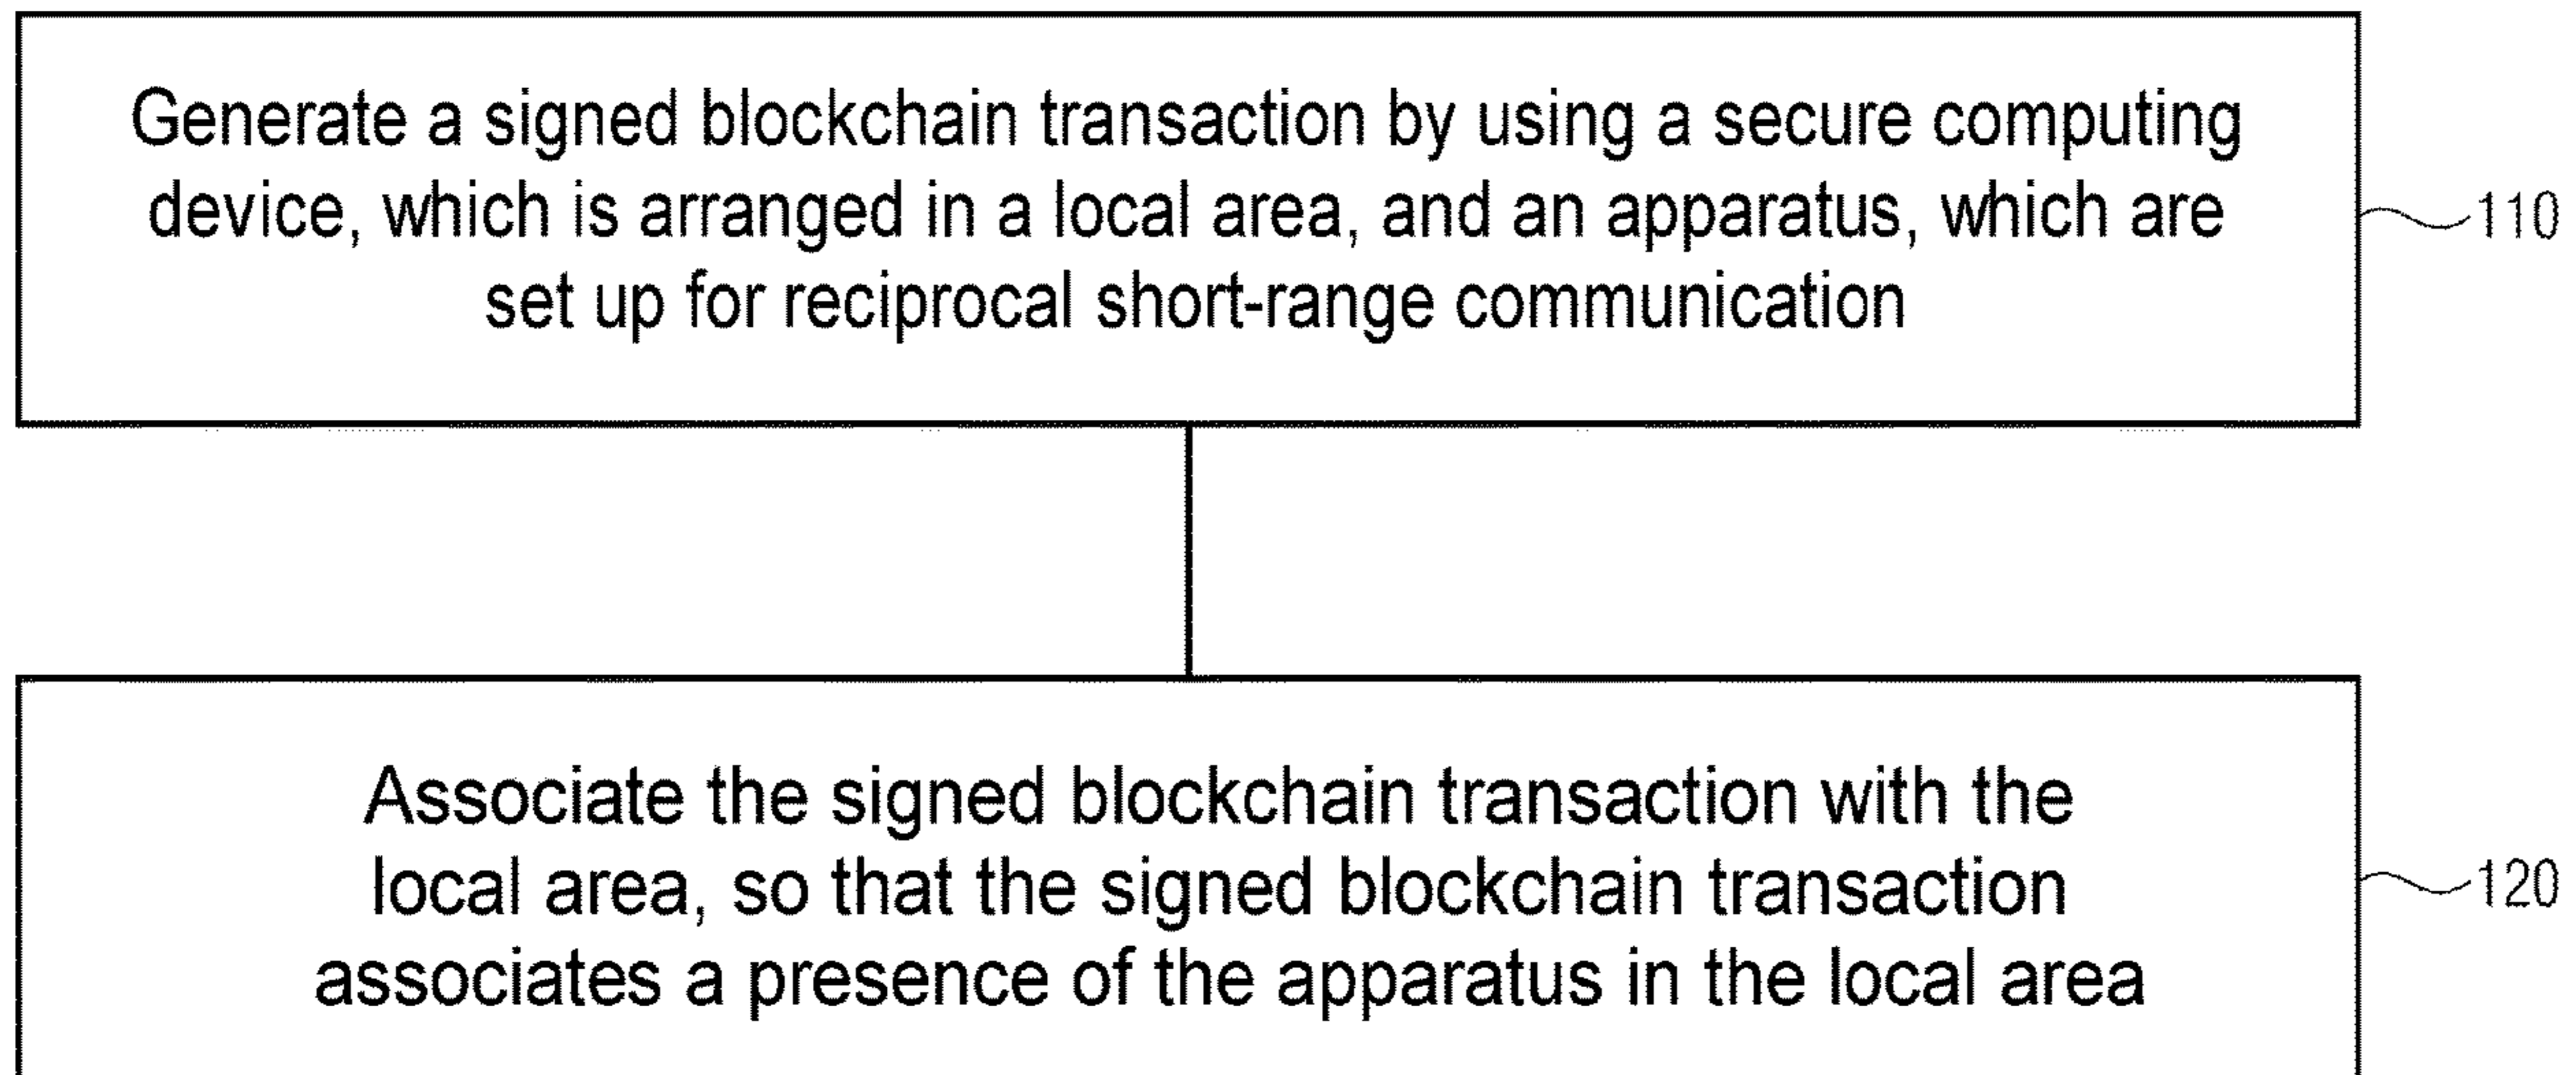 Generate a signed blockchain transaction by using a secure computing
device, which is arranged in a local area, and an apparatus, which are
set up for reciprocal short-range communication
110
Associate the signed blockchain transaction with the
local area, so that the signed blockchain transaction
associates a presence of the apparatus in the local area
120